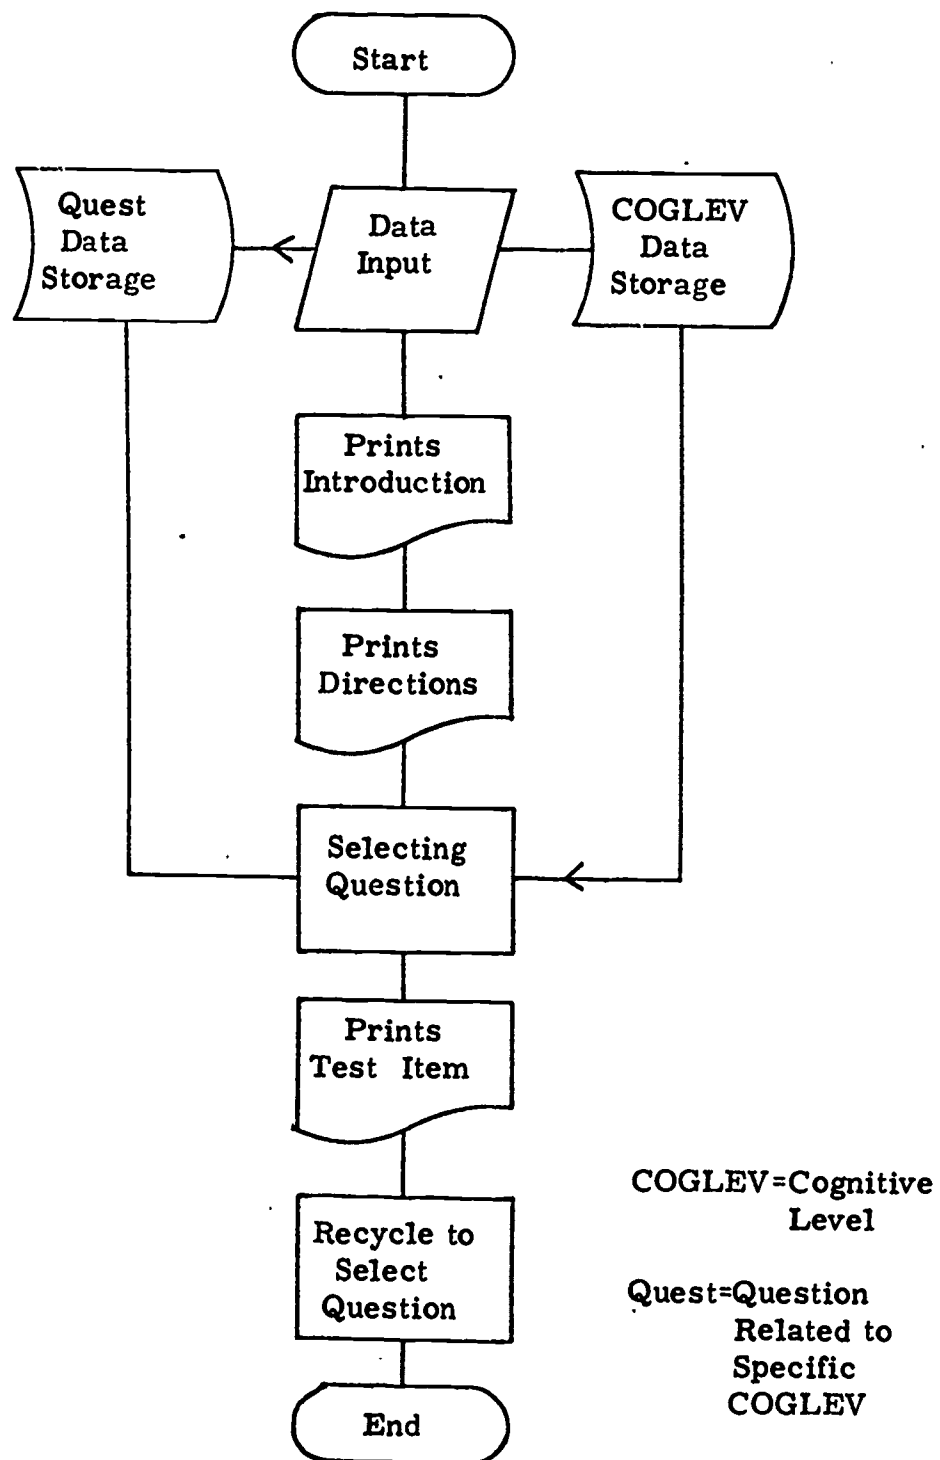 Start
Quest
Data
Storage
Data
Input
COGLEV
Data
Storage
Prints
Introduction
Prints
Directions
Selecting
Question
Prints
Test Item
Recycle to
Select
Question
End
COGLEV=Cognitive
Level
Quest=Question
Related to
Specific
COGLEV